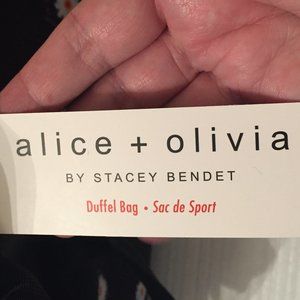 alice + olivia
BY STACEY BENDET
Duffel Bag • Sac de Sport